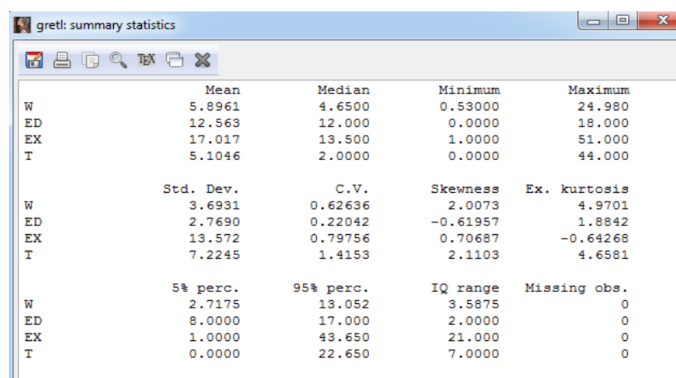 gretl: summary statistics
TEX
Mean Median Minimum Maximum
W 5.8961 4.6500 0.53000 24.980
ED 12.563 12.000 0.0000 18.000
EX 17.017 13.500 1.0000 51.000
T 5.1046 2.0000 0.0000 44.000
Std. Dev. C.V. Skewness Ex. kurtosis
W 3.6931 0.62636 2.0073 4.9701
ED 2.7690 0.22042 -0.61957 1.8842
EX 13.572 0.79756 0.70687 -0.64268
T 7.2245 1.4153 2.1103 4.6581
5% perc. 95% perc. IQ range Missing obs.
W 2.7175 13.052 3.5875 0
ED 8.0000 17.000 2.0000 0
EX 1.0000 43.650 21.000 0
T 0.0000 22.650 7.0000 0